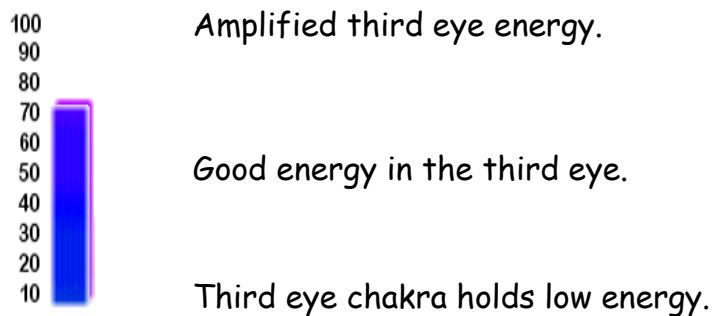 100 Amplified third eye energy.
90
80
70
60
50 Good energy in the third eye.
40
30
20
10 Third eye chakra holds low energy.